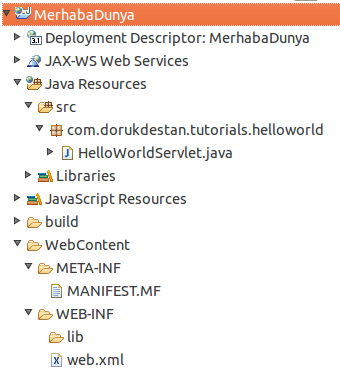 MerhabaDunya
Deployment Descriptor: MerhabaDunya
JAX-WS Web Services
Java Resources
src
com.dorukdestan.tutorials.helloworld
HelloWorldServlet.java
Libraries
JavaScript Resources
build
WebContent
META-INF
MANIFEST.MF
WEB-INF
lib
web.xml